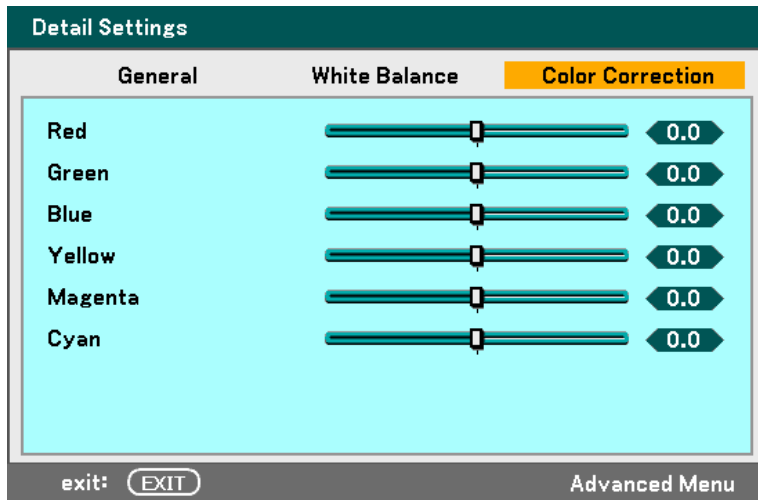 Detail Settings
General White Balance Color Correction
Red 0.0
Green 0.0
Blue 0.0
Yellow 0.0
Magenta 0.0
Cyan 0.0
exit: EXIT Advanced Menu